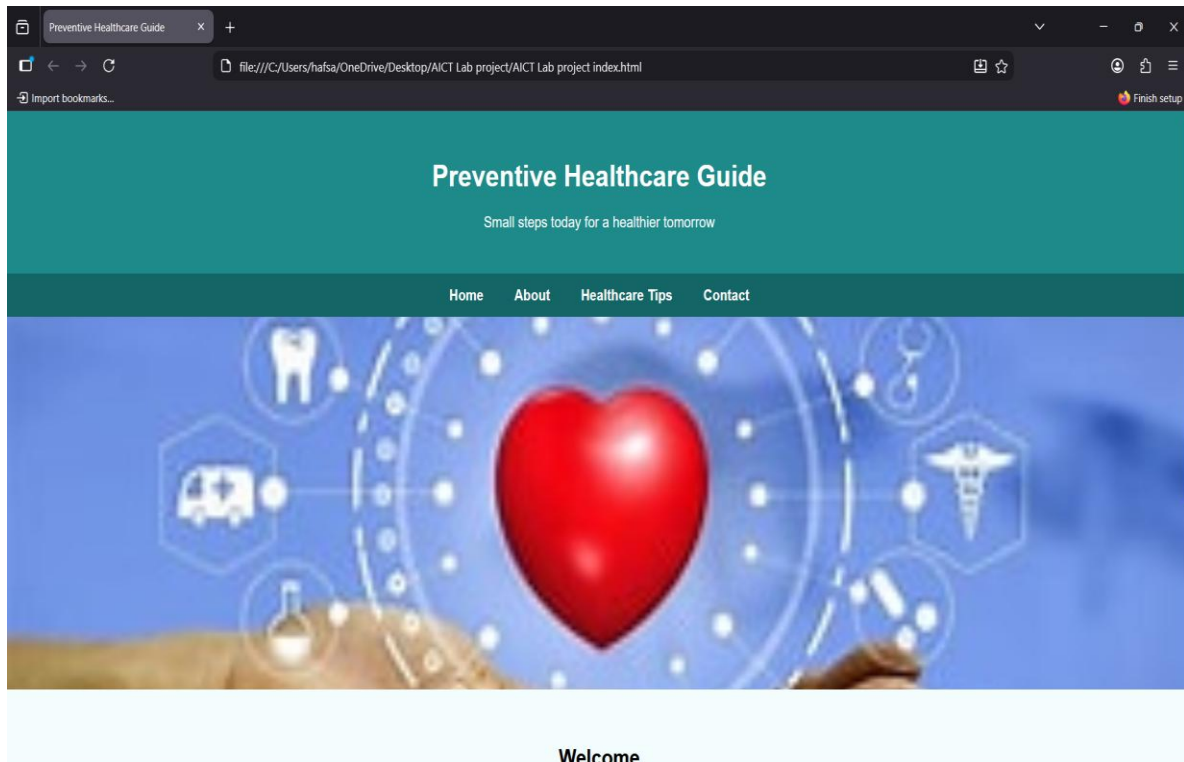 Preventive Healthcare Guide
file:///C:/Users/hafsa/OneDrive/Desktop/AICT Lab project/AICT Lab project index.html
Import bookmarks...
Finish setup
Preventive Healthcare Guide
Small steps today for a healthier tomorrow
Home About Healthcare Tips Contact
Welcome